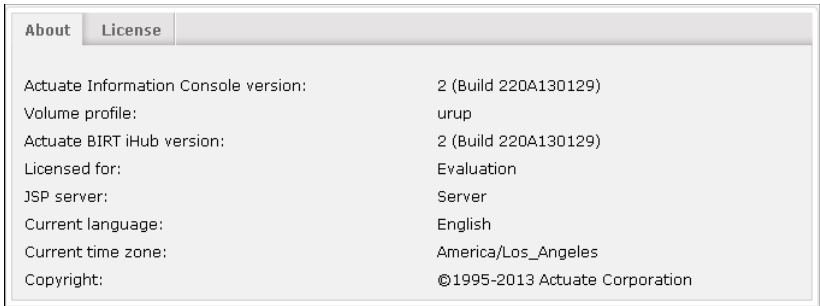 About License
Actuate Information Console version: 2 (Build 220A130129)
Volume profile: urup
Actuate BIRT iHub version: 2 (Build 220A130129)
Licensed for: Evaluation
JSP server: Server
Current language: English
Current time zone: America/Los_Angeles
Copyright: ©1995-2013 Actuate Corporation